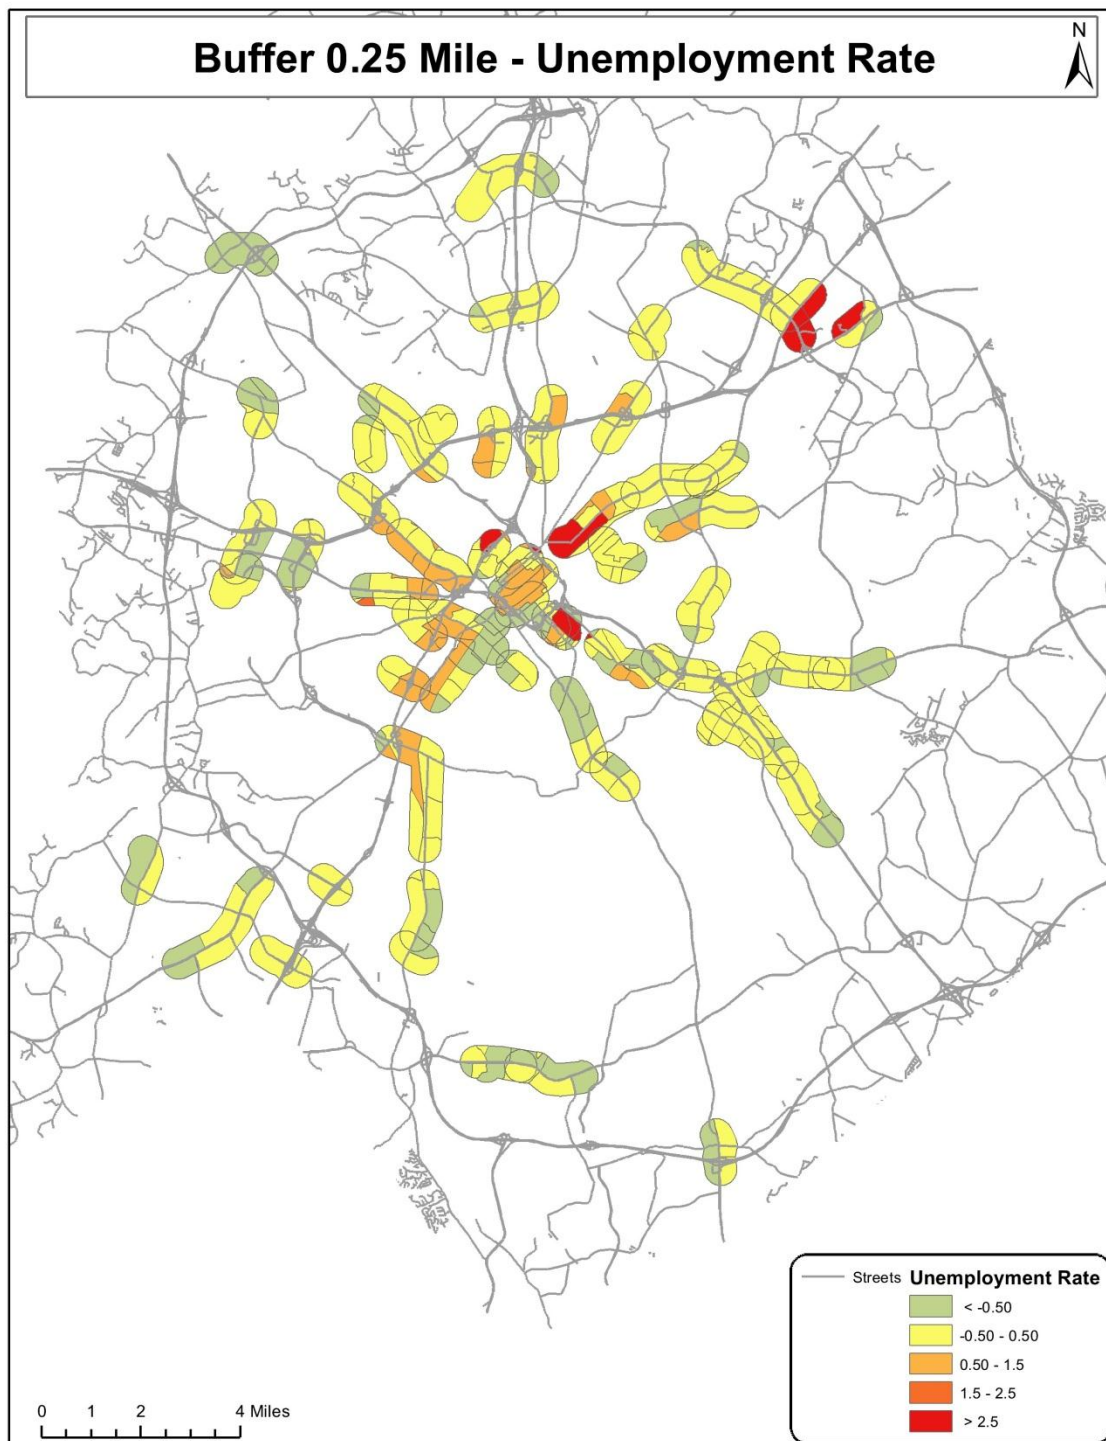 Buffer 0.25 Mile - Unemployment Rate
N
Streets Unemployment Rate
< -0.50
-0.50 - 0.50
0.50 - 1.5
1.5 - 2.5
> 2.5
0 1 2 4 Miles